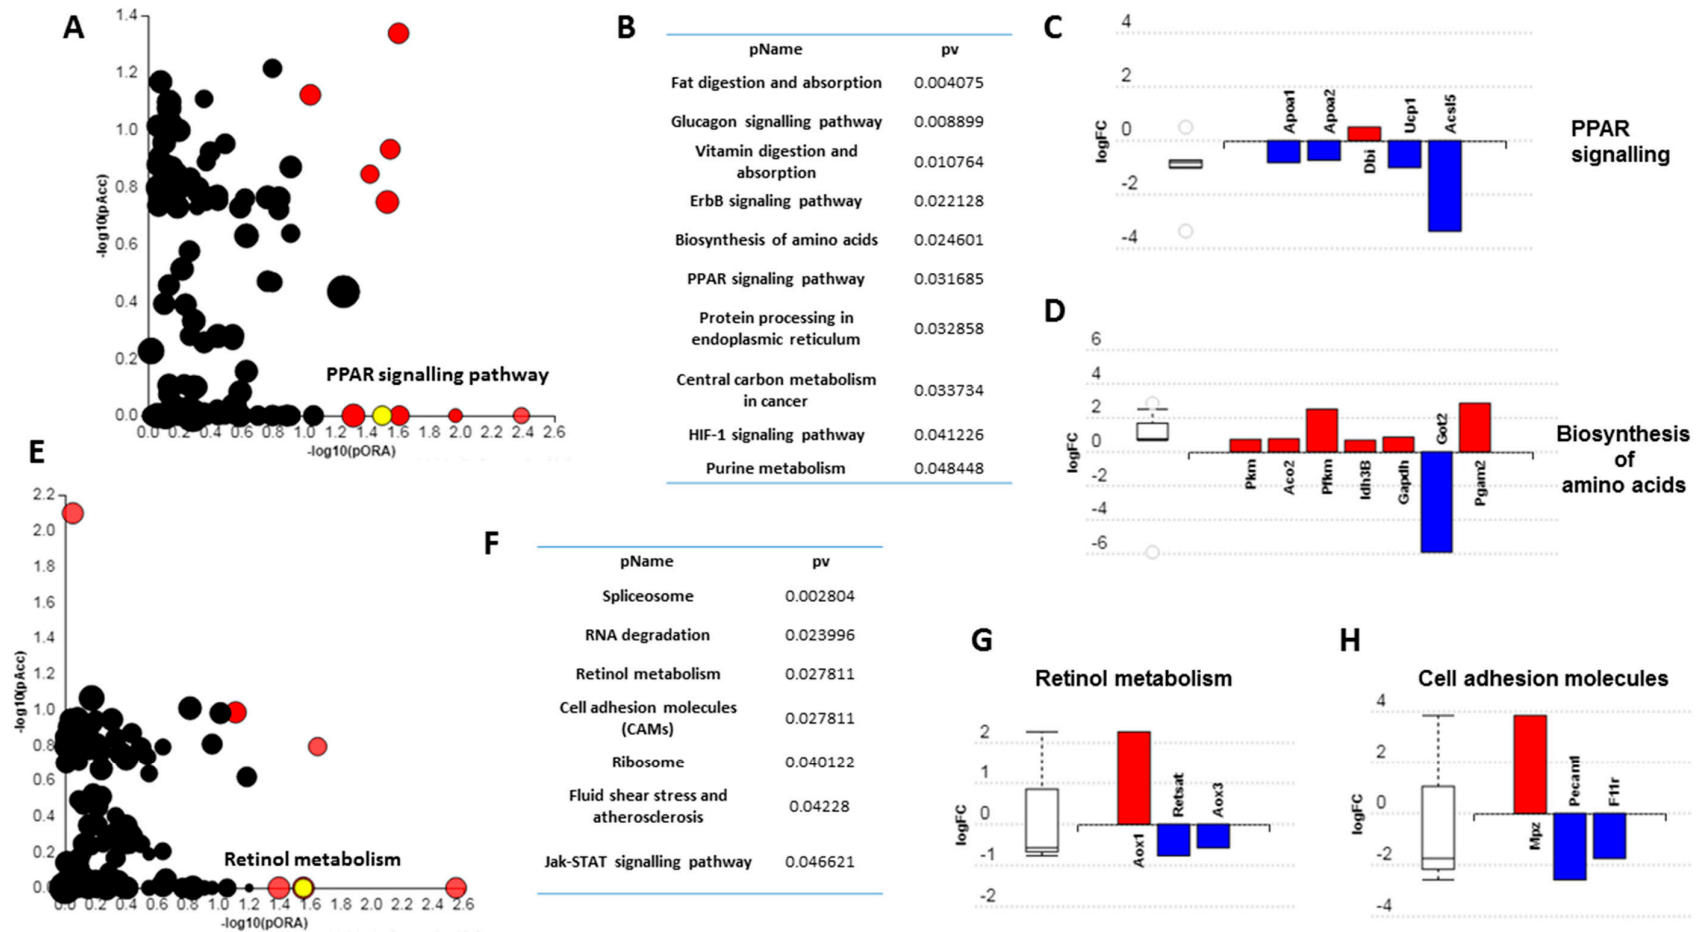 A
1.4
1.2
1.0
0.8
0.6
0.4
0.2
0.0
-log10(pAcc)
PPAR signalling pathway
0.0 0.2 0.4 0.6 0.8 1.0 1.2 1.4 1.6 1.8 2.0 2.2 2.4 2.6
-log10(pORA)
B
pName pv
Fat digestion and absorption 0.004075
Glucagon signalling pathway 0.008899
Vitamin digestion and
absorption 0.010764
ErbB signaling pathway 0.022128
Biosynthesis of amino acids 0.024601
PPAR signaling pathway 0.031685
Protein processing in
endoplasmic reticulum 0.032858
Central carbon metabolism
in cancer 0.033734
HIF-1 signaling pathway 0.041226
Purine metabolism 0.048448
C
4
2
0
-2
-4
logFC
Apoa1
Apoa2
Dbi
Ucp1
Acsl5
PPAR
signalling
D
6
4
2
0
-2
-4
-6
logFC
Pkm
Aco2
Pfkm
Idh3B
Gapdh
Got2
Pgam2
Biosynthesis
of
amino acids
E
2.2
2.0
1.8
1.6
1.4
1.2
1.0
0.8
0.6
0.4
0.2
0.0
-log10(pAcc)
Retinol metabolism
0.0 0.2 0.4 0.6 0.8 1.0 1.2 1.4 1.6 1.8 2.0 2.2 2.4 2.6
-log10(pORA)
F
pName pv
Spliceosome 0.002804
RNA degradation 0.023996
Retinol metabolism 0.027811
Cell adhesion molecules
(CAMs) 0.027811
Ribosome 0.040122
Fluid shear stress and
atherosclerosis 0.04228
Jak-STAT signalling pathway 0.046621
G
Retinol metabolism
2
1
0
-1
-2
logFC
Aox1
Retsat
Aox3
H
Cell adhesion molecules
4
2
0
-2
-4
logFC
Mpz
Pecam1
F11r